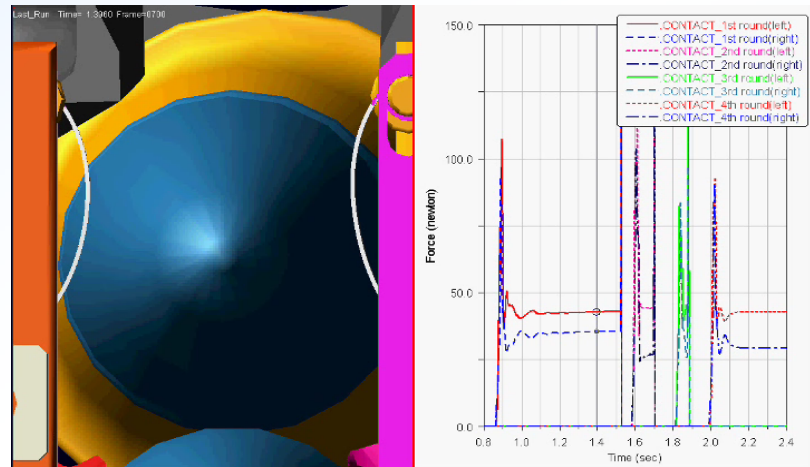 Last_Run Time= 1.3960 Frame=0700
150.0
100.0
50.0
0.0
Force (newton)
.CONTACT_1st round(left)
.CONTACT_1st round(right)
.CONTACT_2nd round(left)
.CONTACT_2nd round(right)
.CONTACT_3rd round(left)
.CONTACT_3rd round(right)
.CONTACT_4th round(left)
.CONTACT_4th round(right)
0.8 1.0 1.2 1.4 1.6 1.8 2.0 2.2 2.4
Time (sec)